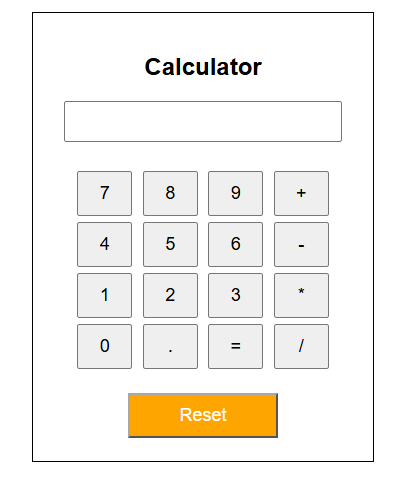 Calculator
7 8 9 +
4 5 6 -
1 2 3 *
0 . = /
Reset